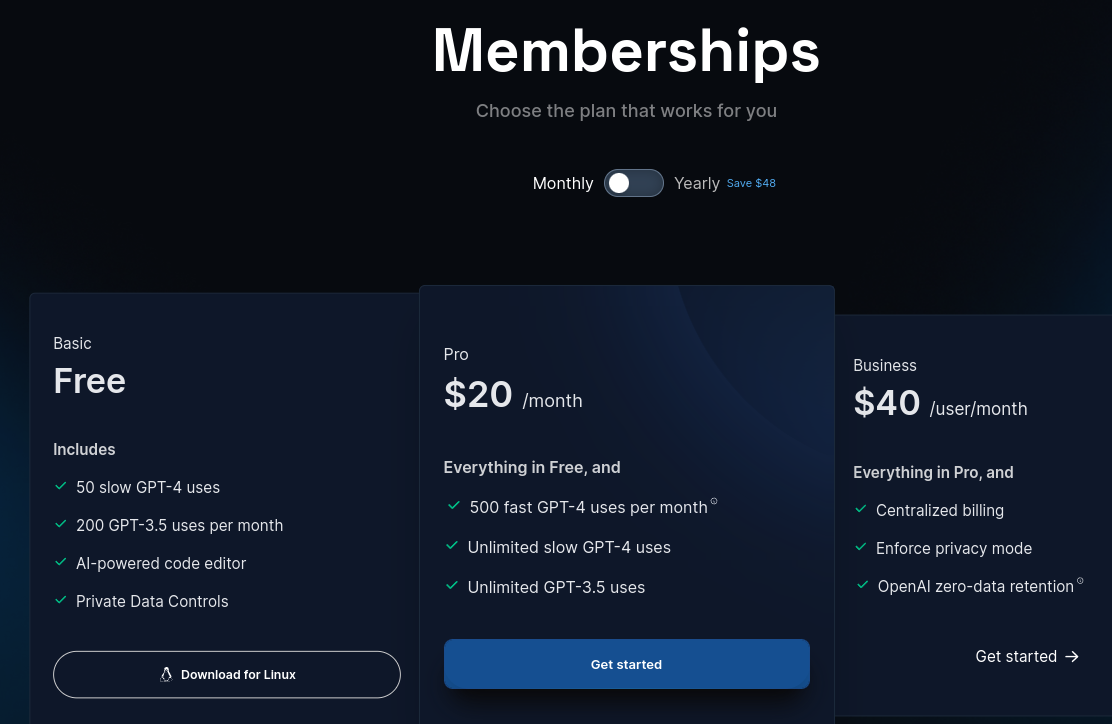 Memberships
Choose the plan that works for you
Monthly Yearly Save $48
Basic
Free
Includes
50 slow GPT-4 uses
200 GPT-3.5 uses per month
AI-powered code editor
Private Data Controls
Download for Linux
Pro
$20 /month
Everything in Free, and
500 fast GPT-4 uses per month
Unlimited slow GPT-4 uses
Unlimited GPT-3.5 uses
Get started
Business
$40 /user/month
Everything in Pro, and
Centralized billing
Enforce privacy mode
OpenAI zero-data retention
Get started →